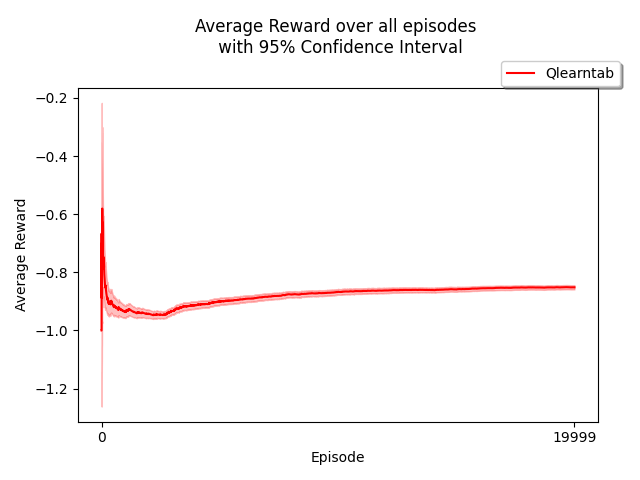 Average Reward over all episodes
with 95% Confidence Interval
Qlearntab
−0.2
−0.4
−0.6
−0.8
−1.0
−1.2
Average Reward
0
19999
Episode